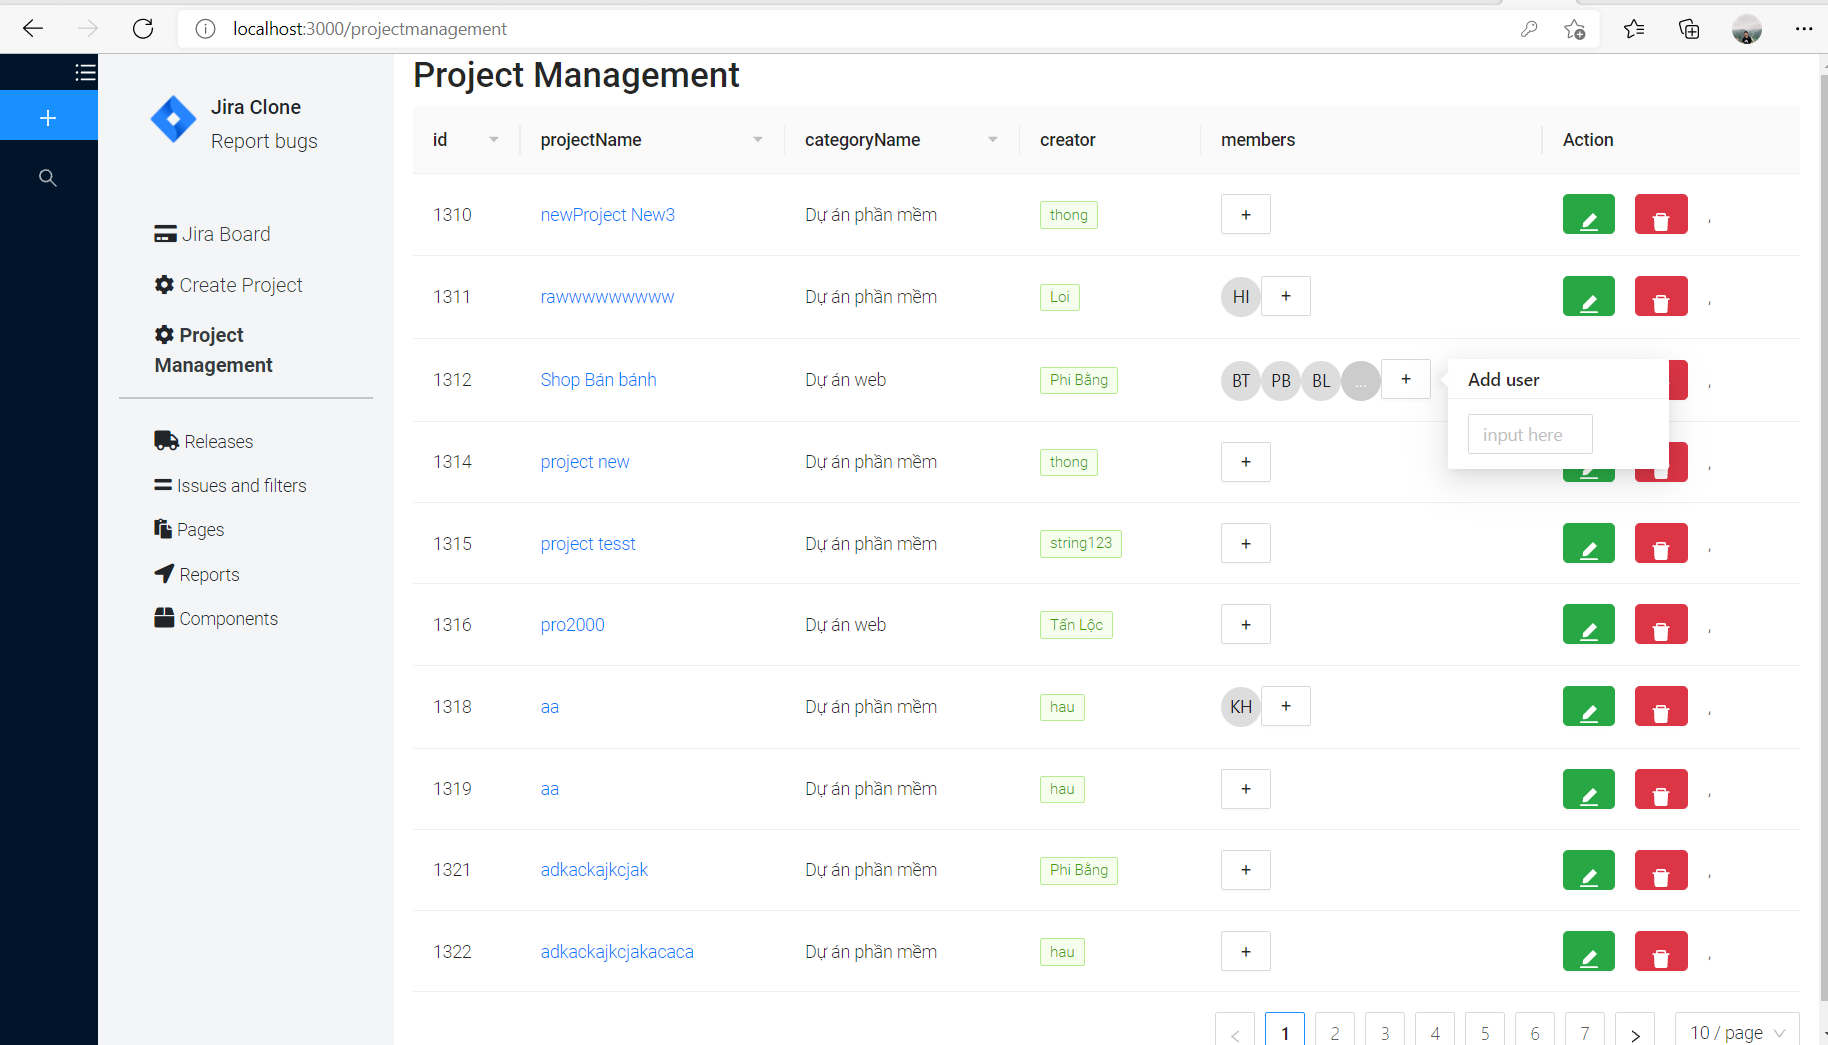 localhost:3000/projectmanagement
Jira Clone
Report bugs
Jira Board
Create Project
Project
Management
Releases
Issues and filters
Pages
Reports
Components
Project Management
id projectName categoryName creator members Action
1310 newProject New3 Dự án phần mềm thong + ,
1311 rawwwwwwwww Dự án phần mềm Loi HI + ,
1312 Shop Bán bánh Dự án web Phi Bằng BT PB BL ... + ,
Add user
input here
1314 project new Dự án phần mềm thong + ,
1315 project tesst Dự án phần mềm string123 + ,
1316 pro2000 Dự án web Tấn Lộc + ,
1318 aa Dự án phần mềm hau KH + ,
1319 aa Dự án phần mềm hau + ,
1321 adkackajkcjak Dự án phần mềm Phi Bằng + ,
1322 adkackajkcjakacaca Dự án phần mềm hau + ,
< 1 2 3 4 5 6 7 > 10 / page